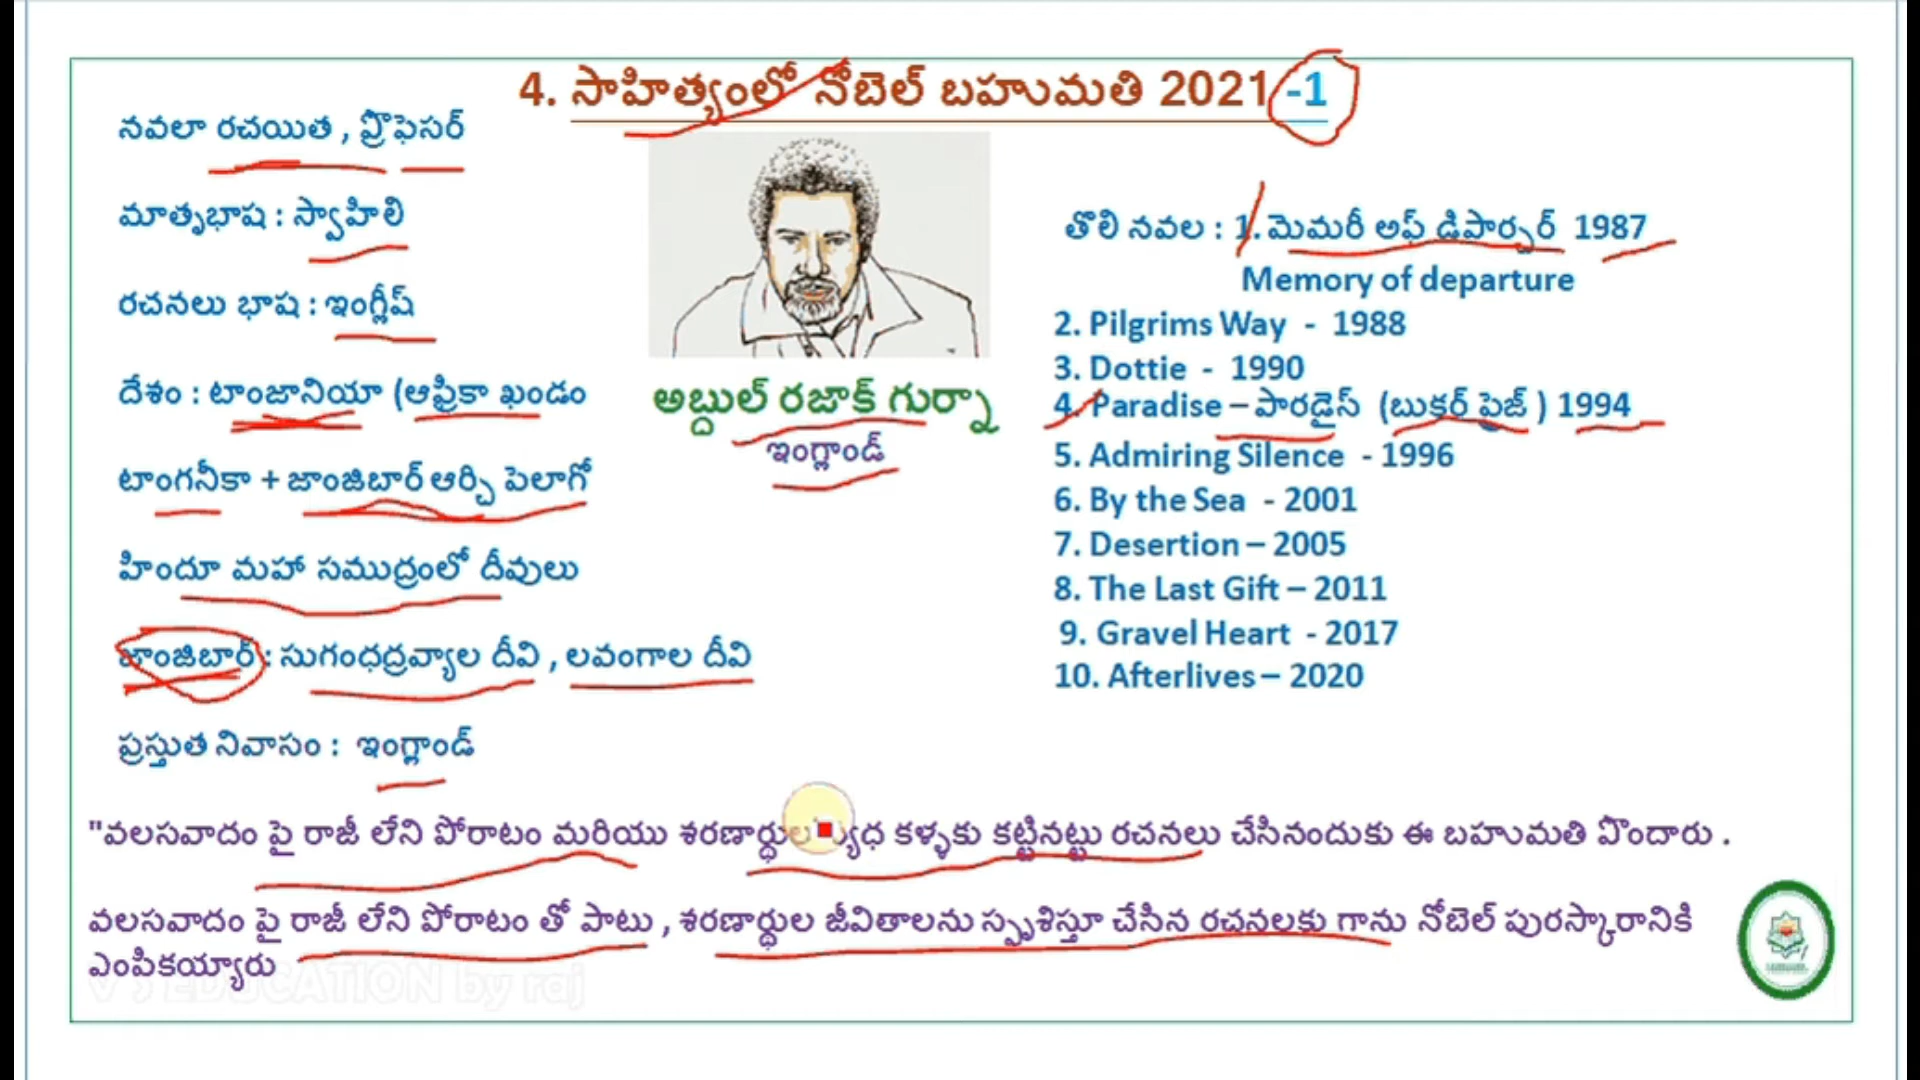 4. సాహిత్యంలో నోబెల్ బహుమతి 2021 -1
నవలా రచయిత , ప్రొఫెసర్
మాతృభాష : స్వాహిలి
రచనలు భాష : ఇంగ్లీష్
దేశం : టాంజానియా (ఆఫ్రికా ఖండం
టాంగనీకా + జాంజిబార్ ఆర్చి పెలాగో
హిందూ మహా సముద్రంలో దీవులు
జాంజిబార్ : సుగంధద్రవ్యాల దీవి , లవంగాల దీవి
ప్రస్తుత నివాసం : ఇంగ్లాండ్
అబ్దుల్ రజాక్ గుర్నా
ఇంగ్లాండ్
తొలి నవల : 1. మెమరీ అఫ్ డిపార్చర్ 1987
Memory of departure
2. Pilgrims Way - 1988
3. Dottie - 1990
4. Paradise – పారడైస్ (బుకర్ ప్రైజ్ ) 1994
5. Admiring Silence - 1996
6. By the Sea - 2001
7. Desertion – 2005
8. The Last Gift – 2011
9. Gravel Heart - 2017
10. Afterlives – 2020
"వలసవాదం పై రాజీ లేని పోరాటం మరియు శరణార్థుల వ్యధ కళ్ళకు కట్టినట్టు రచనలు చేసినందుకు ఈ బహుమతి పొందారు .
వలసవాదం పై రాజీ లేని పోరాటం తో పాటు , శరణార్థుల జీవితాలను స్పృశిస్తూ చేసిన రచనలకు గాను నోబెల్ పురస్కారానికి
ఎంపికయ్యారు
EDUCATION by raj